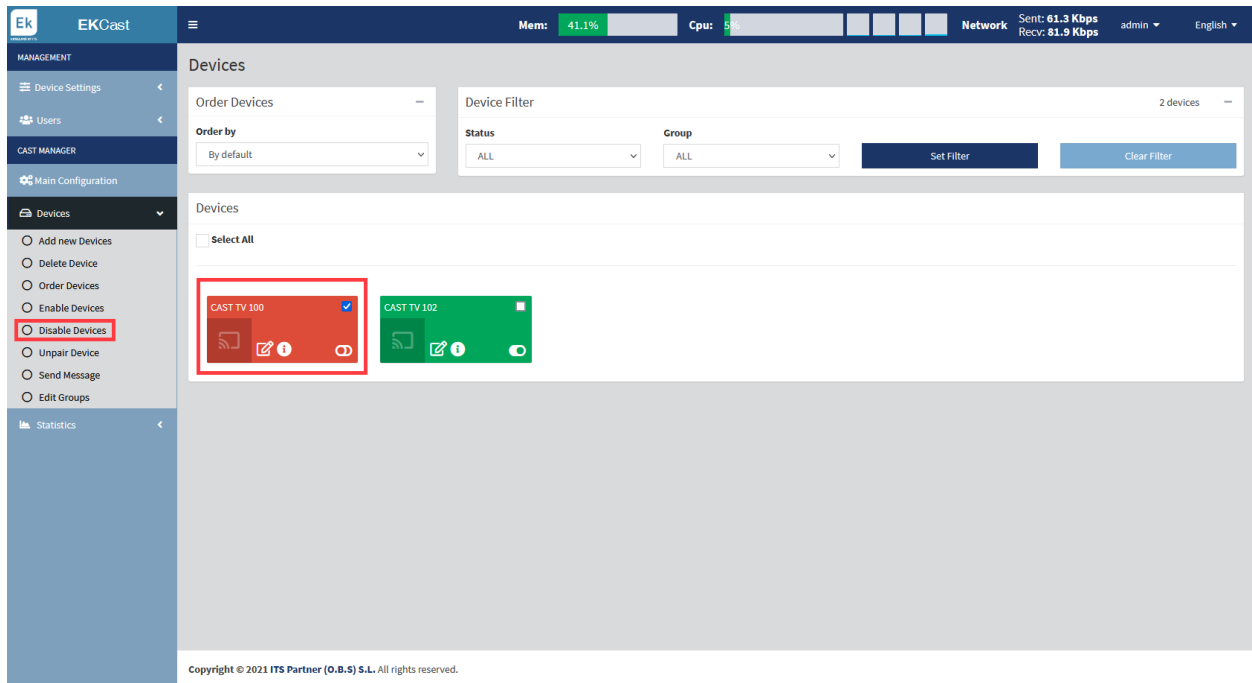 Ek
EKCast
Mem: 41.1%
Cpu: 5%
Network
Sent: 61.3 Kbps
Recv: 81.9 Kbps
admin
English
MANAGEMENT
Device Settings
Users
CAST MANAGER
Main Configuration
Devices
Add new Devices
Delete Device
Order Devices
Enable Devices
Disable Devices
Unpair Device
Send Message
Edit Groups
Statistics
Devices
Order Devices
Order by
By default
Device Filter
2 devices
Status
Group
ALL
ALL
Set Filter
Clear Filter
Devices
Select All
CAST TV 100
CAST TV 102
Copyright © 2021 ITS Partner (O.B.S) S.L. All rights reserved.